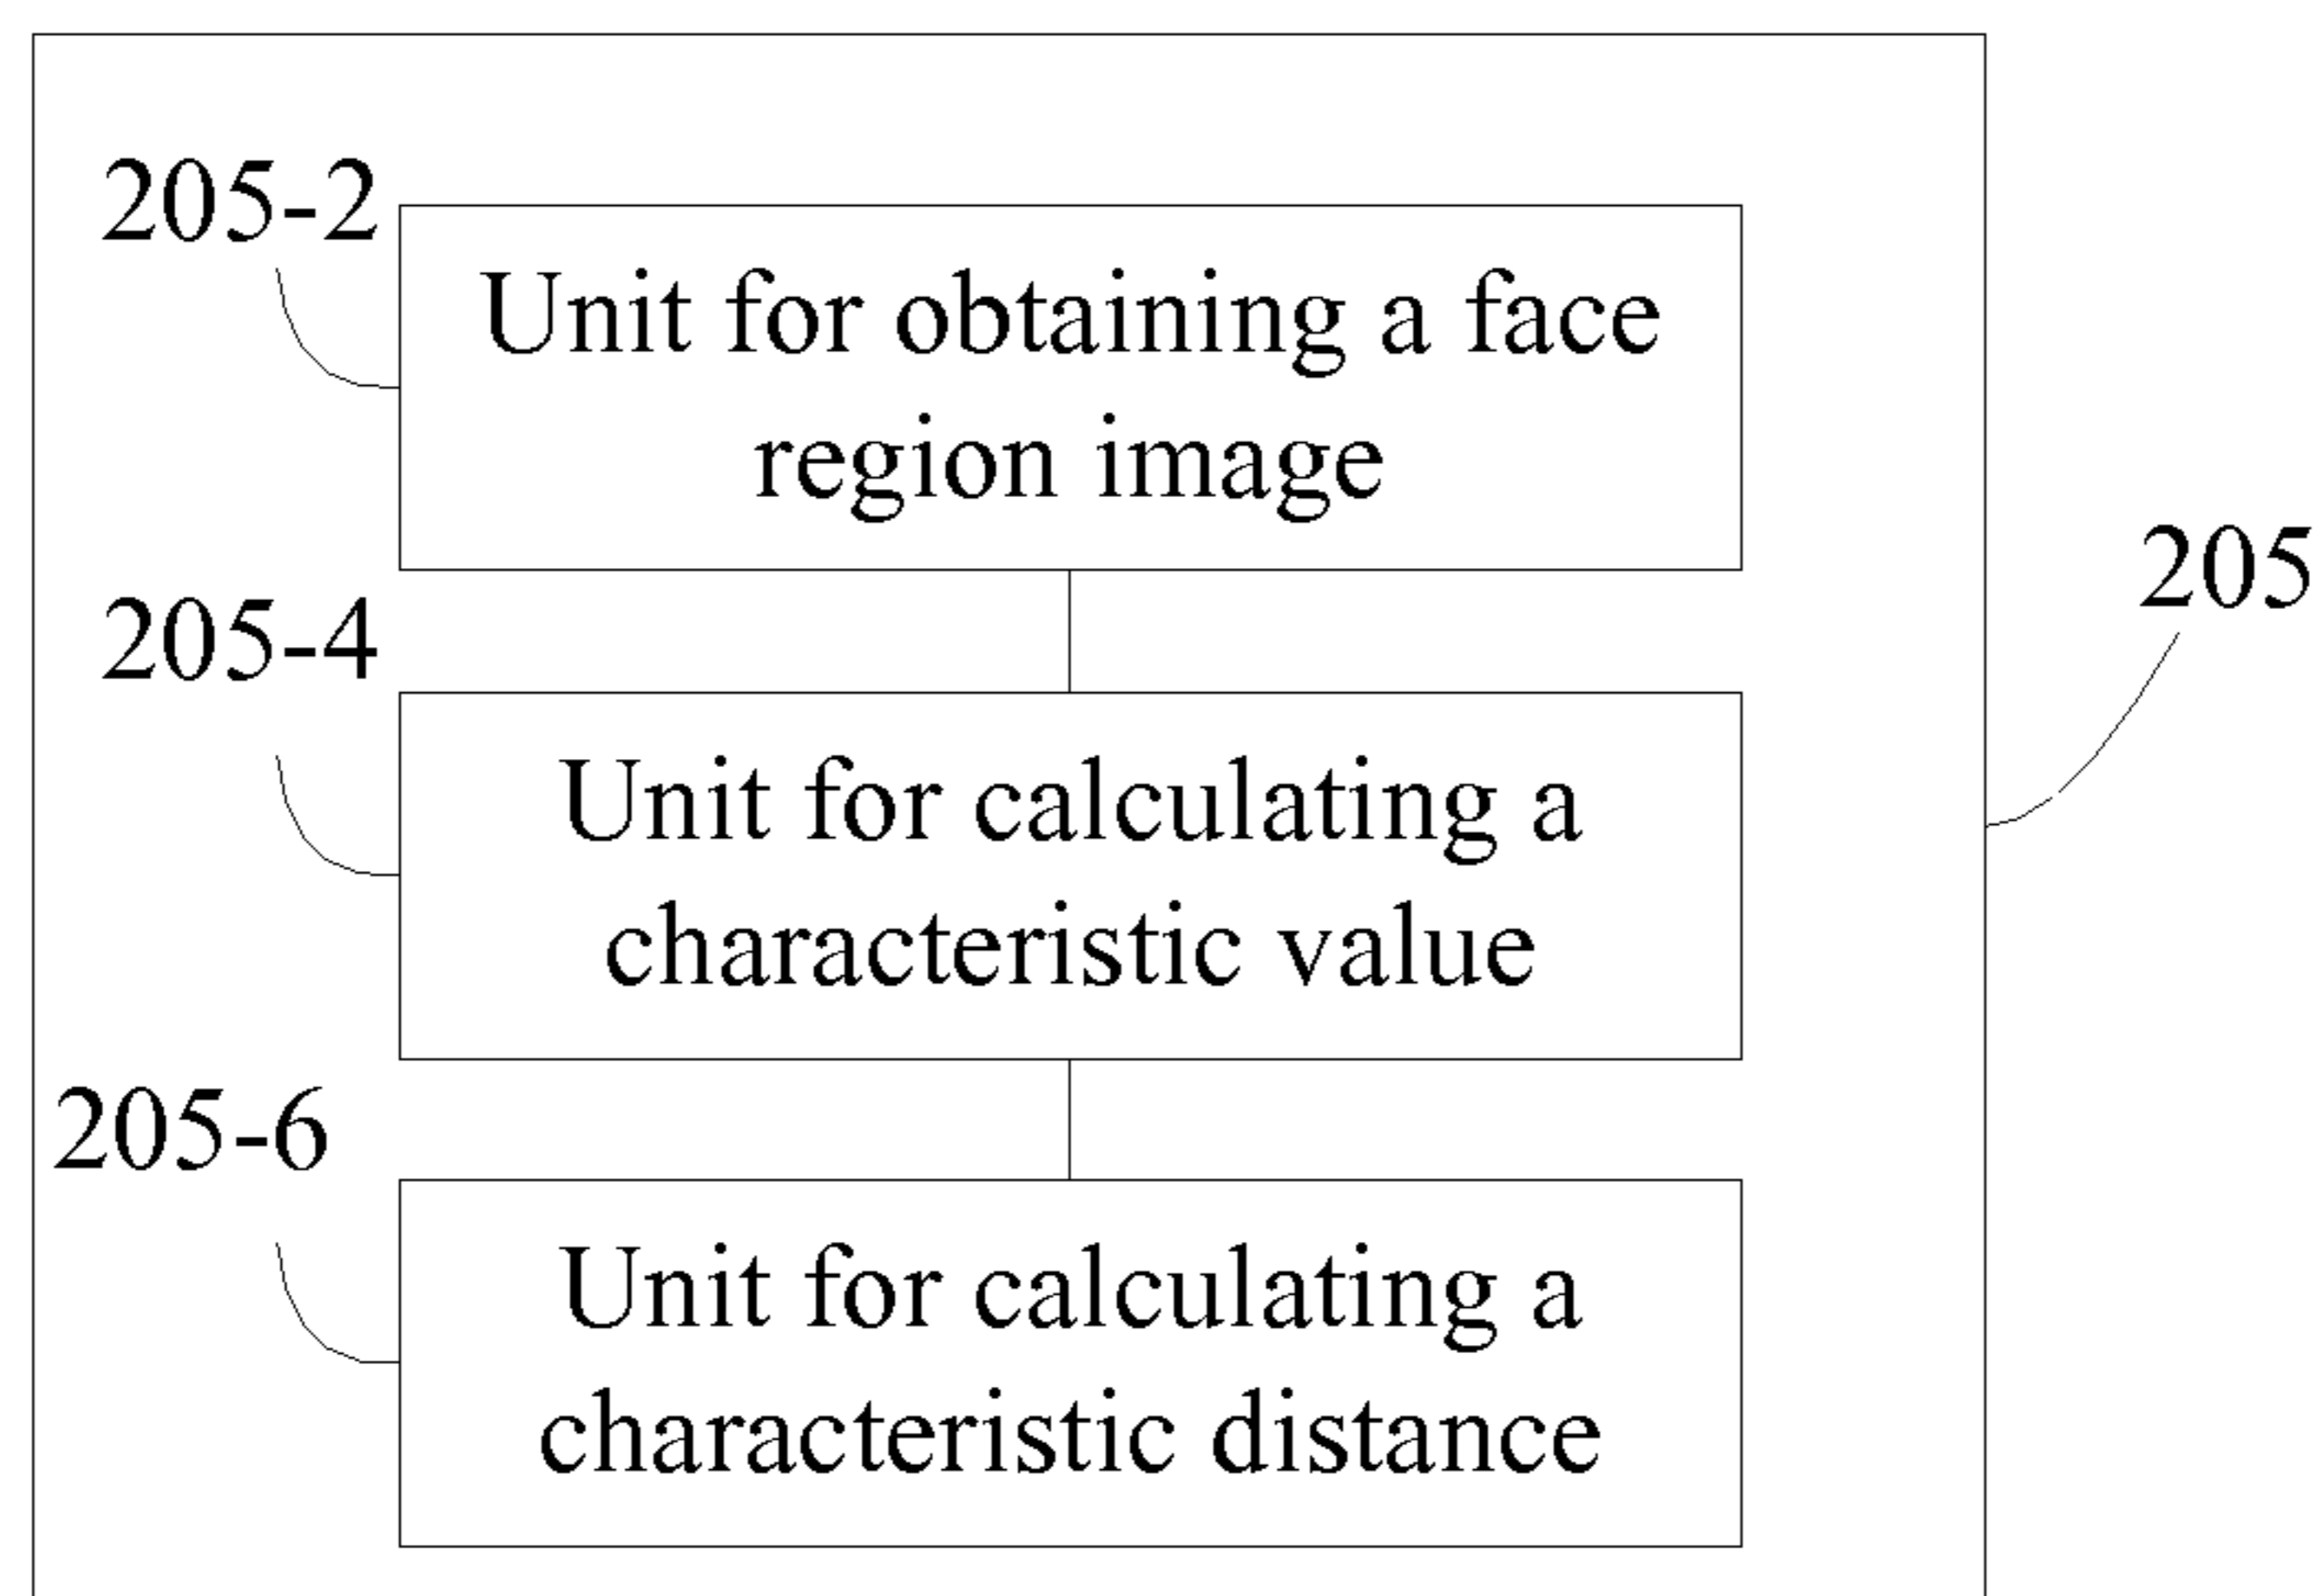 205-2
Unit for obtaining a face
region image
205
205-4
Unit for calculating a
characteristic value
205-6
Unit for calculating a
characteristic distance